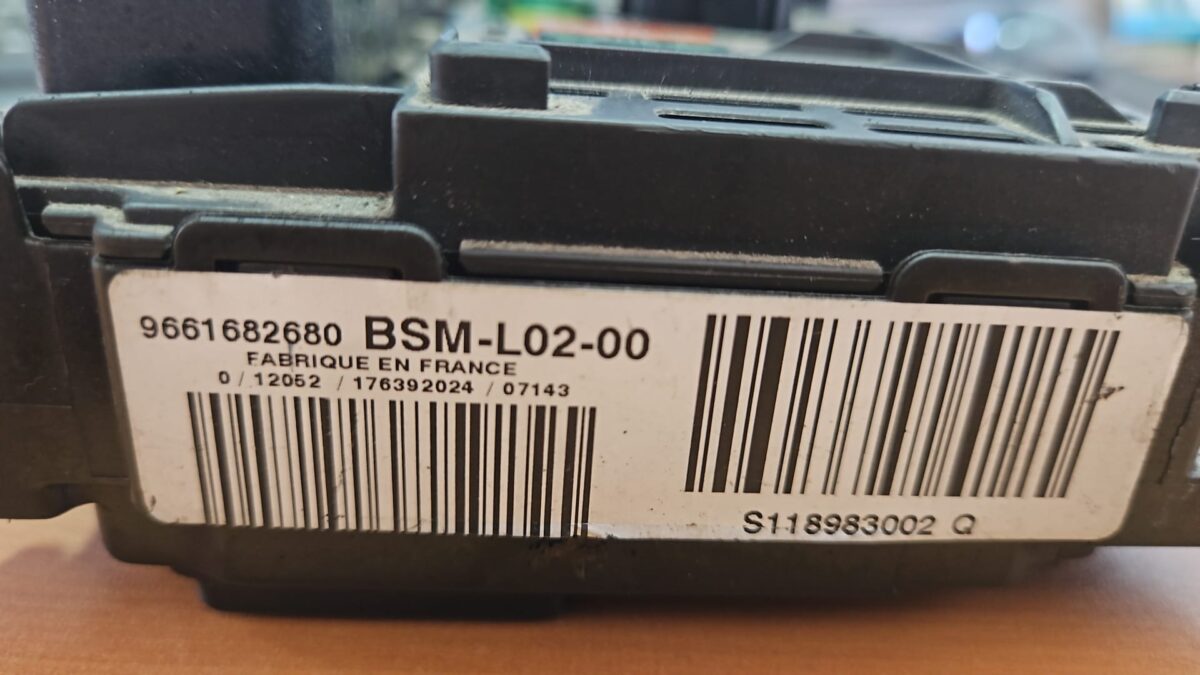 9661682680 BSM-L02-00
FABRIQUE EN FRANCE
0 / 12052 / 176392024 / 07143
S118983002 Q